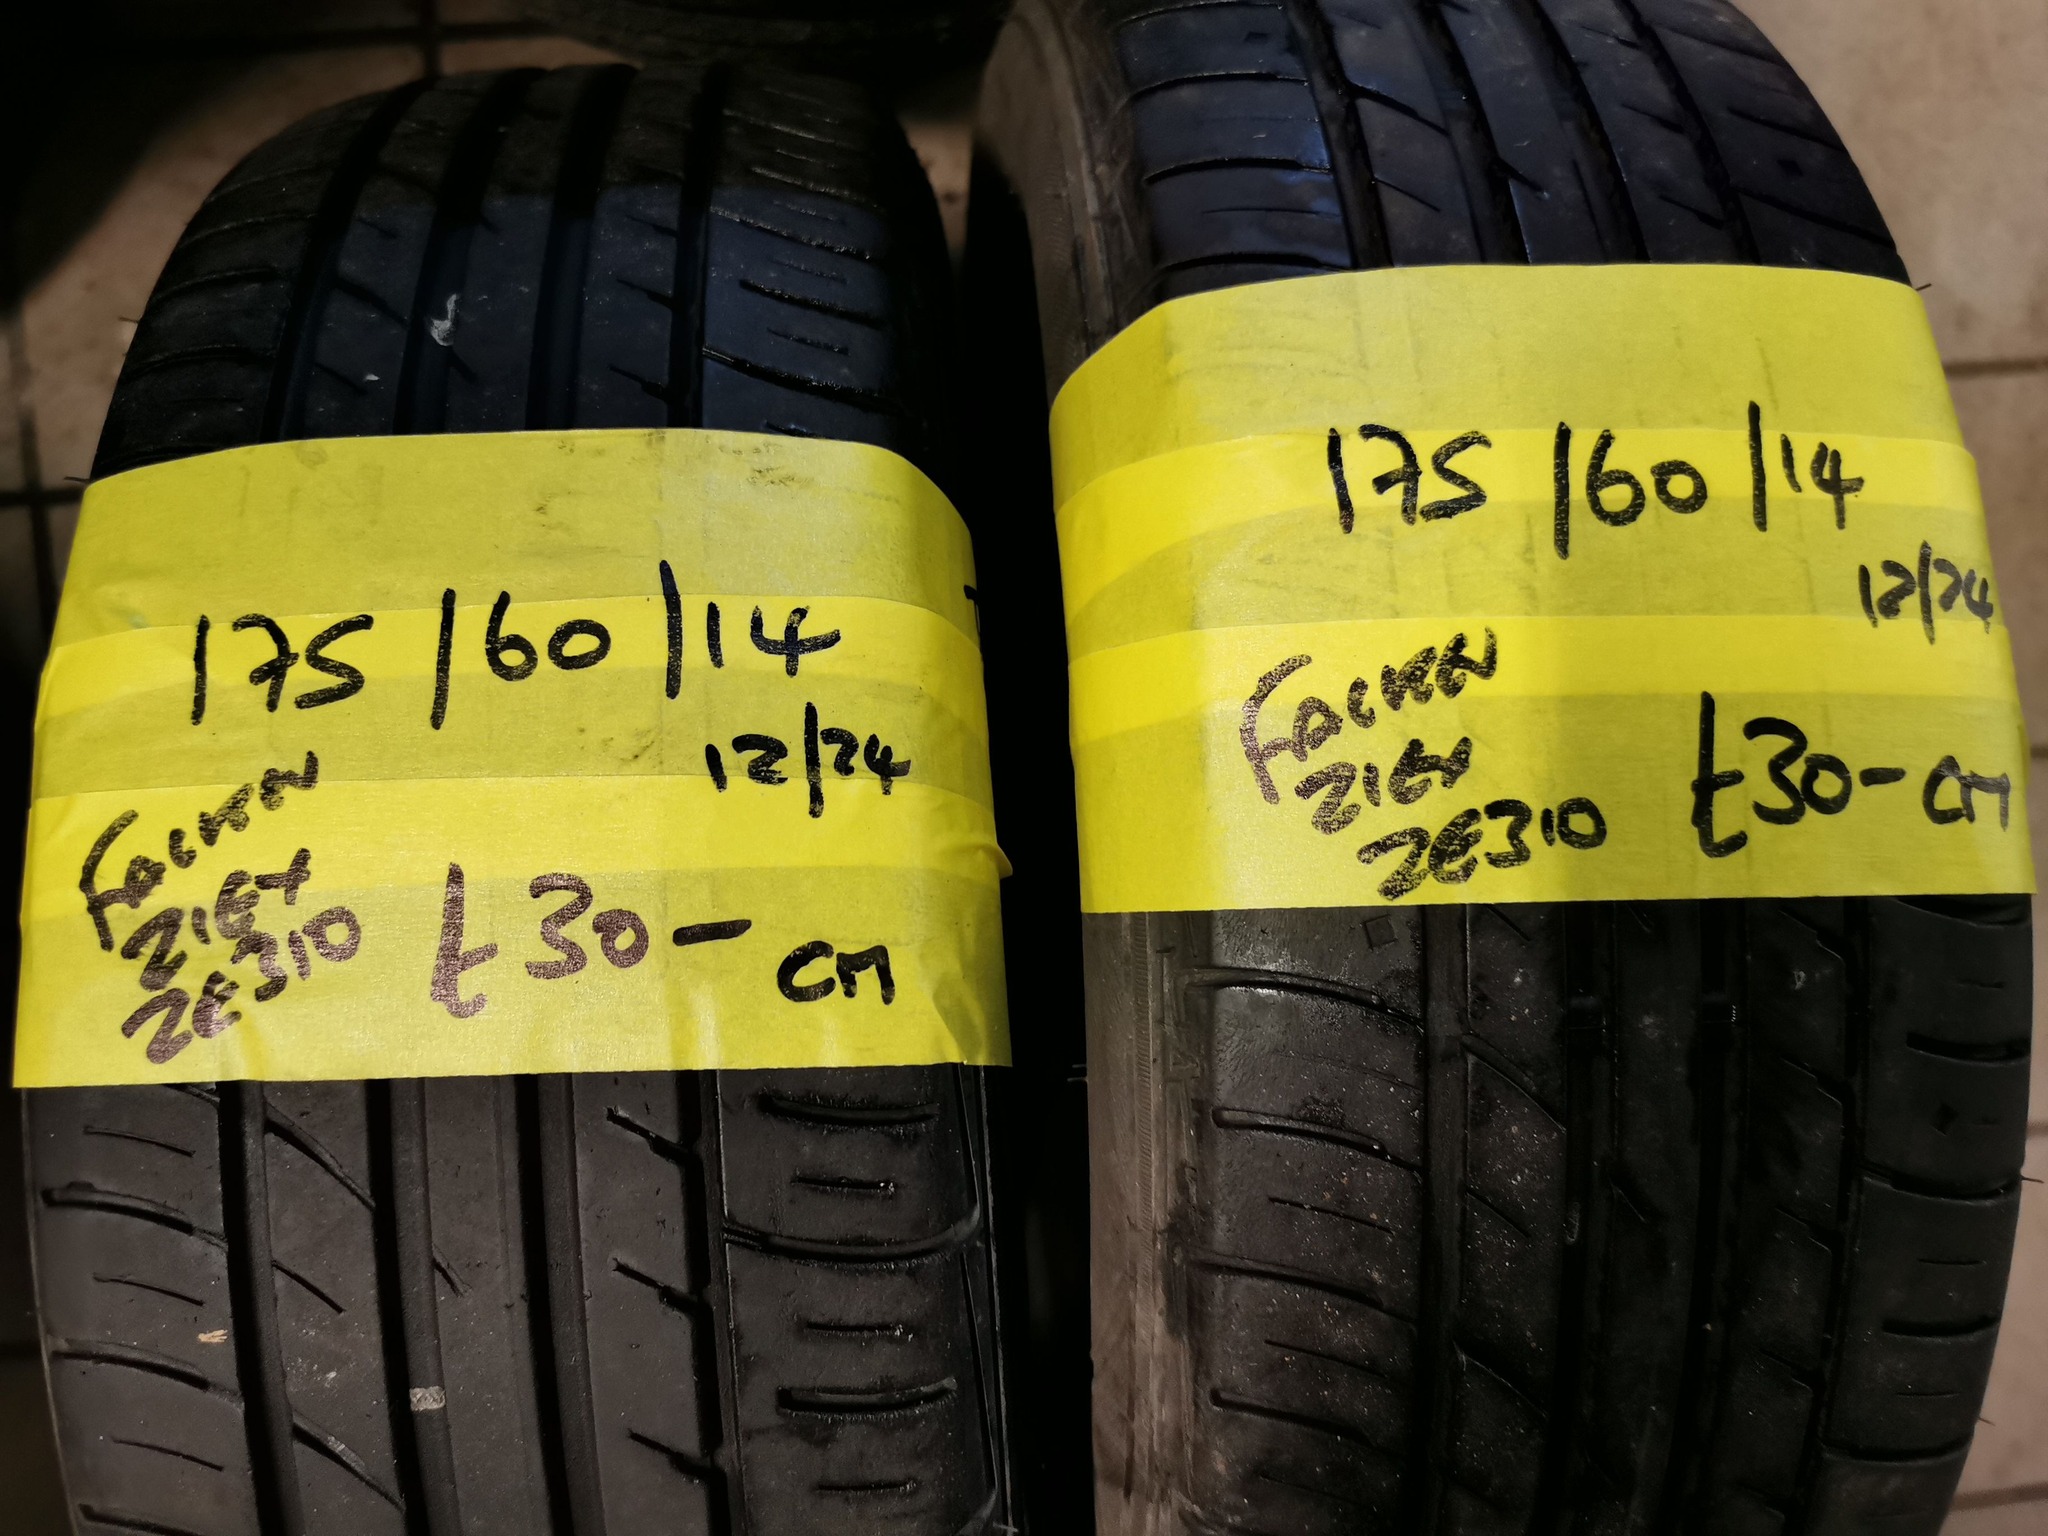 175/60/14
12/24
FALKEN
ZIEX
ZE310
£30-
CM
175/60/14
12/24
FALKEN
ZIEX
ZE310
£30-
CM